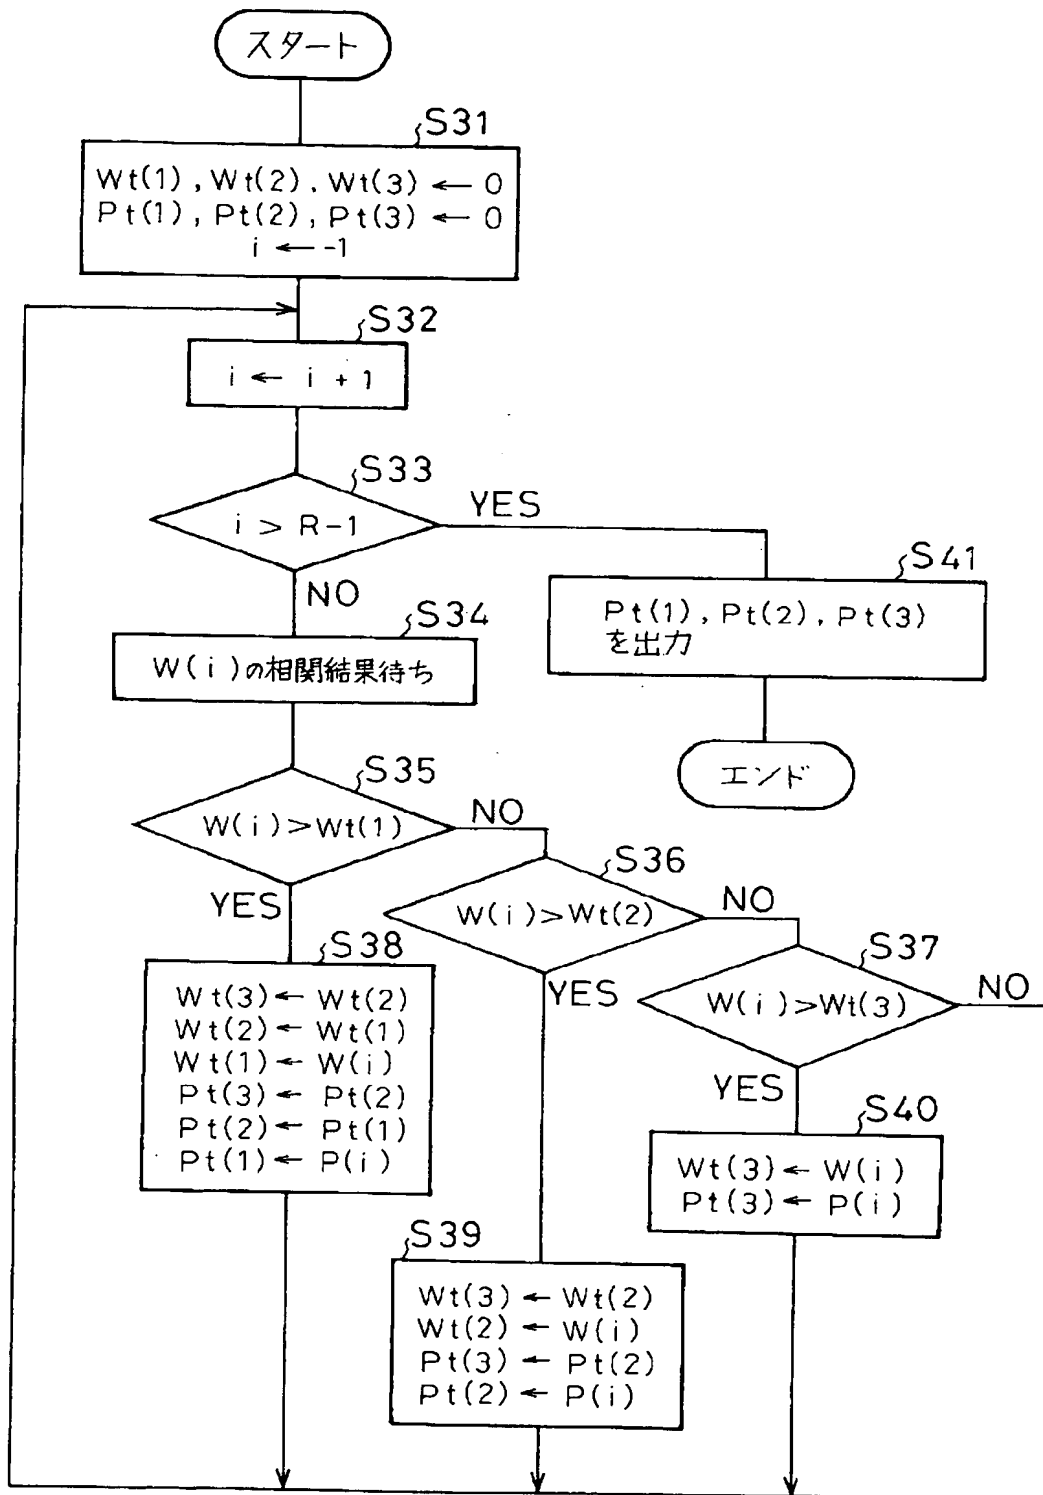 スタート
S31
Wt(1), Wt(2), Wt(3) ← 0
Pt(1), Pt(2), Pt(3) ← 0
i ← -1
S32
i ← i + 1
S33
i > R-1
YES
NO
S41
Pt(1), Pt(2), Pt(3)
を出力
エンド
S34
W(i)の相関結果待ち
S35
W(i)>Wt(1)
NO
YES
S36
W(i)>Wt(2)
NO
YES
S37
W(i)>Wt(3)
NO
YES
S38
Wt(3) ← Wt(2)
Wt(2) ← Wt(1)
Wt(1) ← W(i)
Pt(3) ← Pt(2)
Pt(2) ← Pt(1)
Pt(1) ← P(i)
S40
Wt(3) ← W(i)
Pt(3) ← P(i)
S39
Wt(3) ← Wt(2)
Wt(2) ← W(i)
Pt(3) ← Pt(2)
Pt(2) ← P(i)